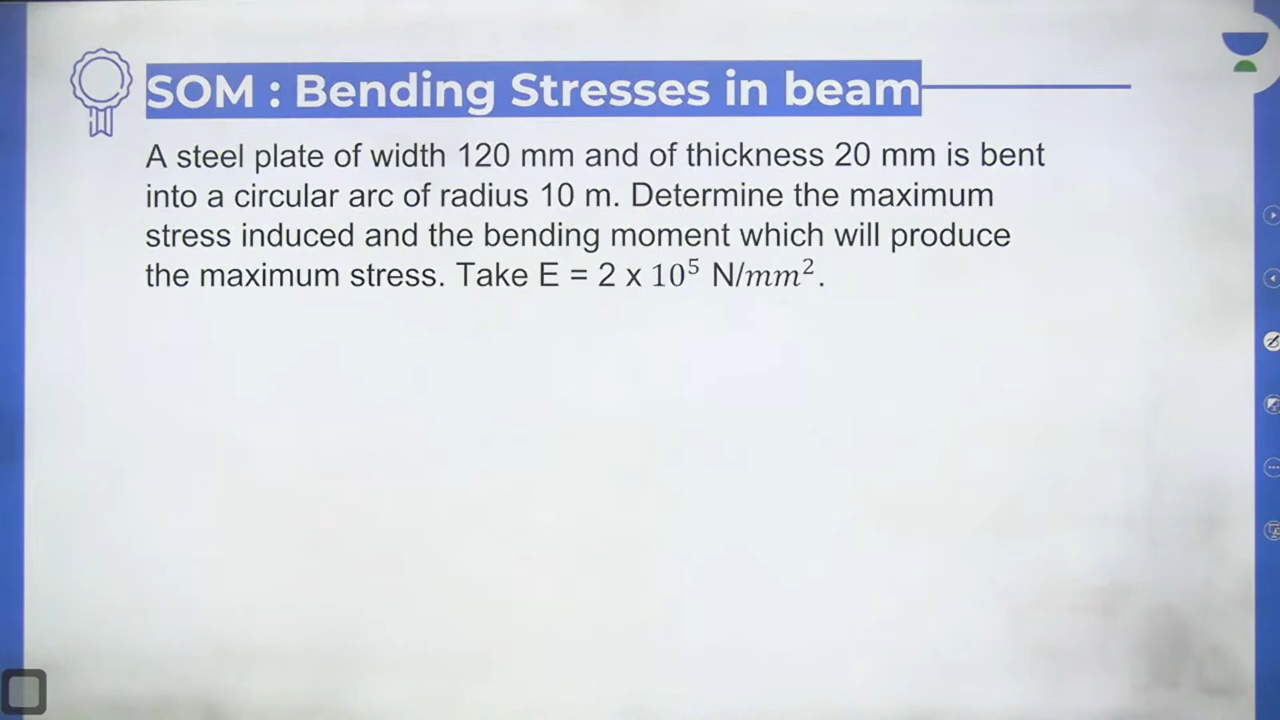 SOM : Bending Stresses in beam
A steel plate of width 120 mm and of thickness 20 mm is bent
into a circular arc of radius 10 m. Determine the maximum
stress induced and the bending moment which will produce
the maximum stress. Take E = 2 x 10⁵ N/mm².